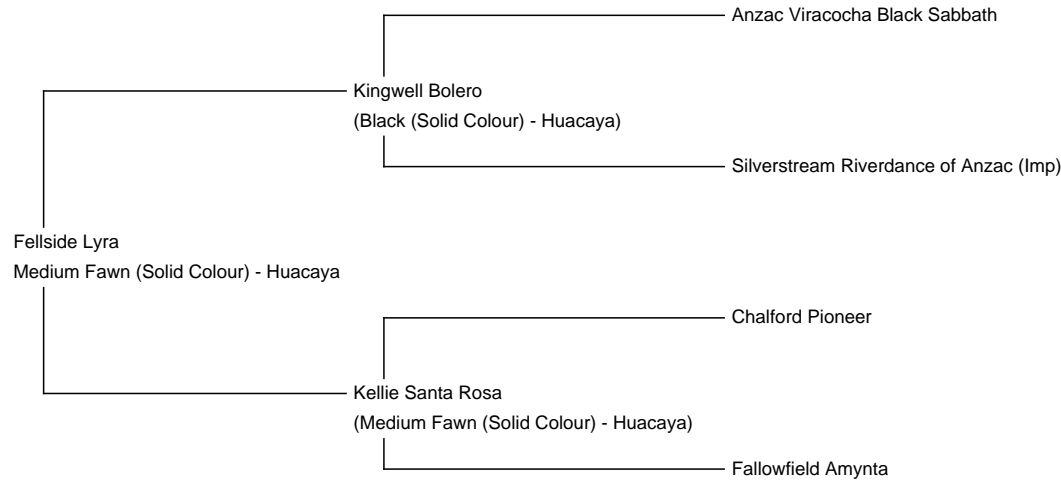 Anzac Viracocha Black Sabbath
Kingwell Bolero
(Black (Solid Colour) - Huacaya)
Silverstream Riverdance of Anzac (Imp)
Fellside Lyra
Medium Fawn (Solid Colour) - Huacaya
Chalford Pioneer
Kellie Santa Rosa
(Medium Fawn (Solid Colour) - Huacaya)
Fallowfield Amynta